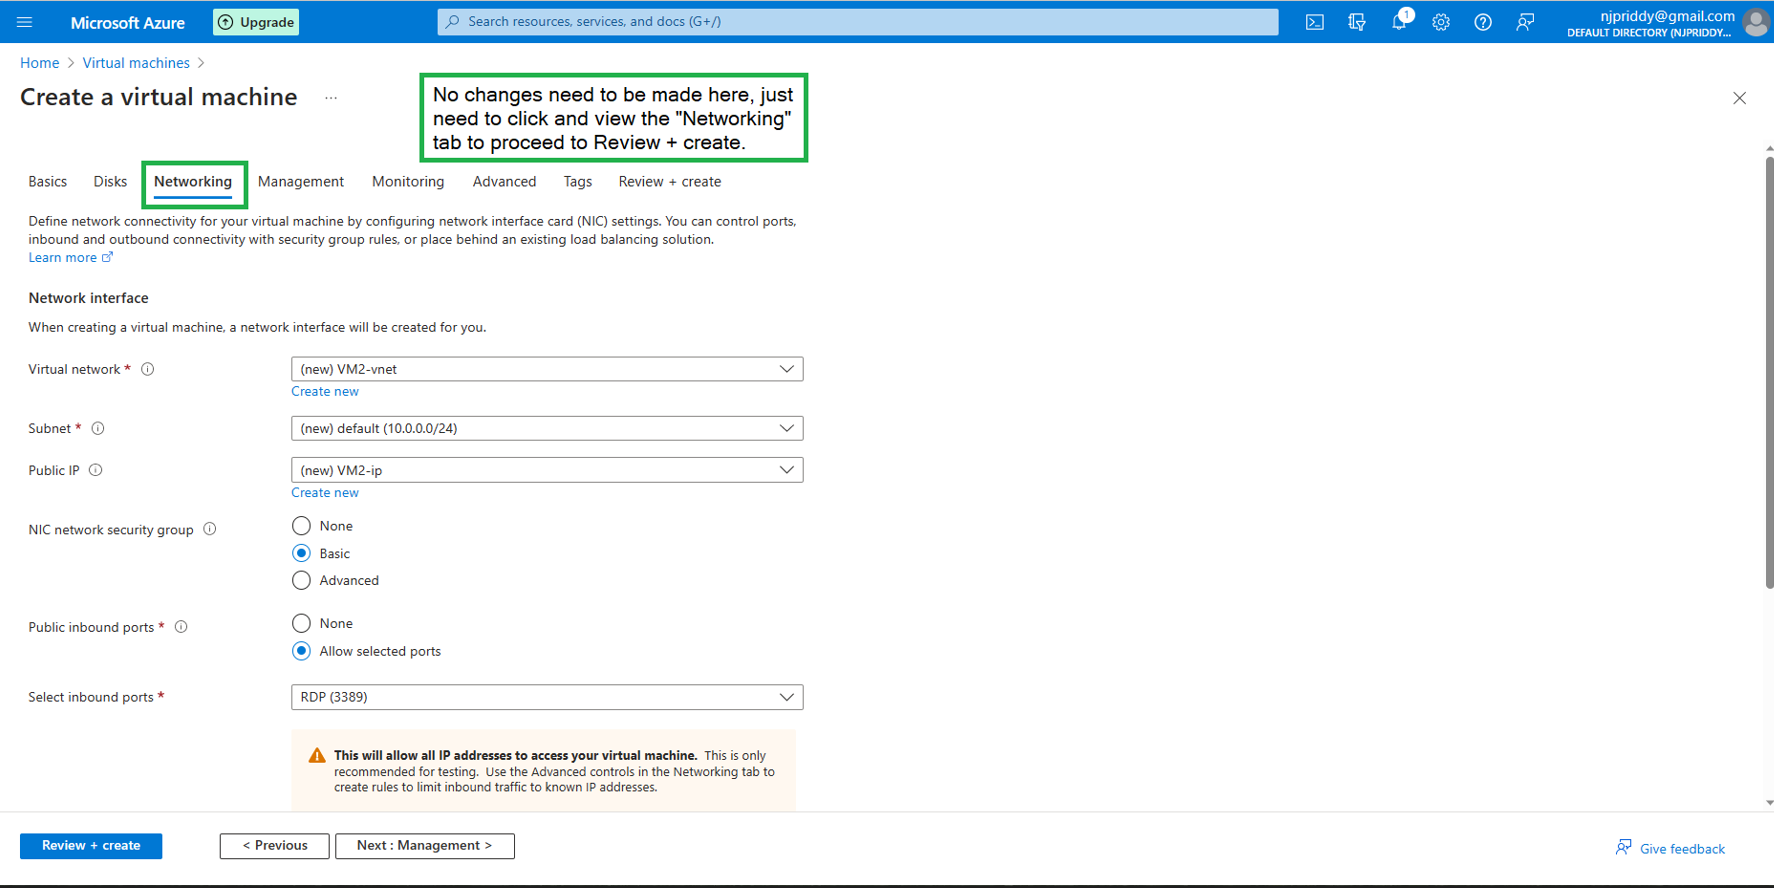 Microsoft Azure
Upgrade
Search resources, services, and docs (G+/)
1
njpriddy@gmail.com
DEFAULT DIRECTORY (NJPRIDDY...
Home > Virtual machines >
Create a virtual machine ...
No changes need to be made here, just
need to click and view the "Networking"
tab to proceed to Review + create.
Basics Disks Networking Management Monitoring Advanced Tags Review + create
Define network connectivity for your virtual machine by configuring network interface card (NIC) settings. You can control ports,
inbound and outbound connectivity with security group rules, or place behind an existing load balancing solution.
Learn more
Network interface
When creating a virtual machine, a network interface will be created for you.
Virtual network *
(new) VM2-vnet
Create new
Subnet *
(new) default (10.0.0.0/24)
Public IP
(new) VM2-ip
Create new
NIC network security group
None
Basic
Advanced
Public inbound ports *
None
Allow selected ports
Select inbound ports *
RDP (3389)
This will allow all IP addresses to access your virtual machine. This is only
recommended for testing. Use the Advanced controls in the Networking tab to
create rules to limit inbound traffic to known IP addresses.
Review + create
< Previous
Next : Management >
Give feedback